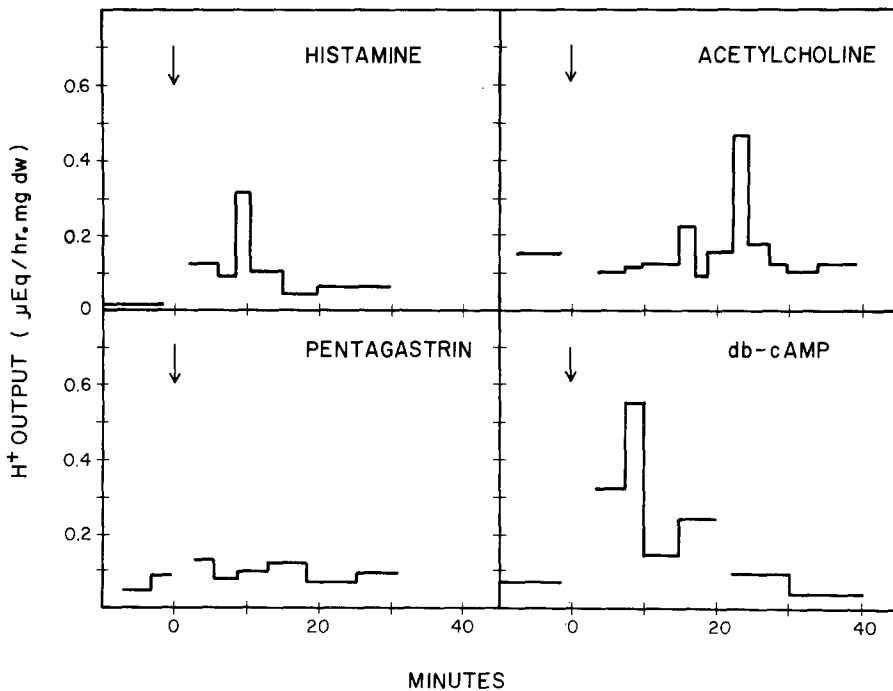 HISTAMINE
ACETYLCHOLINE
0.6
0.4
0.2
0
PENTAGASTRIN
db-cAMP
0.6
0.4
0.2
0 20 40 0 20 40
H⁺ OUTPUT ( μEq/hr. mg dw)
MINUTES